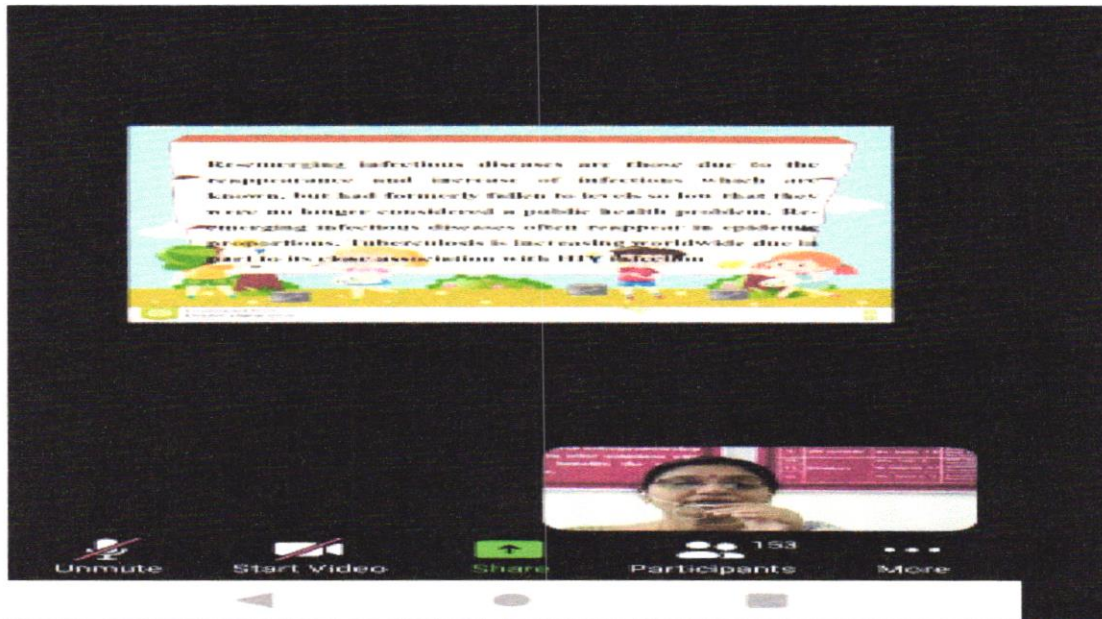 Re-emerging infectious diseases are those due to the
reappearance and increase of infections which are
known, but had formerly fallen to levels so low that they
were no longer considered a public health problem. Re-
emerging infectious diseases often reappear in epidemic
proportions. Tuberculosis is increasing worldwide due in
part to its close association with HIV infection
153
Unmute Start Video Share Participants More